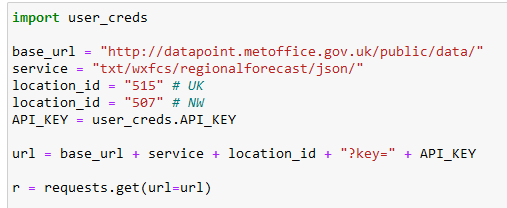 import user_creds
base_url = "http://datapoint.metoffice.gov.uk/public/data/"
service = "txt/wxfcs/regionalforecast/json/"
location_id = "515" # UK
location_id = "507" # NW
API_KEY = user_creds.API_KEY
url = base_url + service + location_id + "?key=" + API_KEY
r = requests.get(url=url)